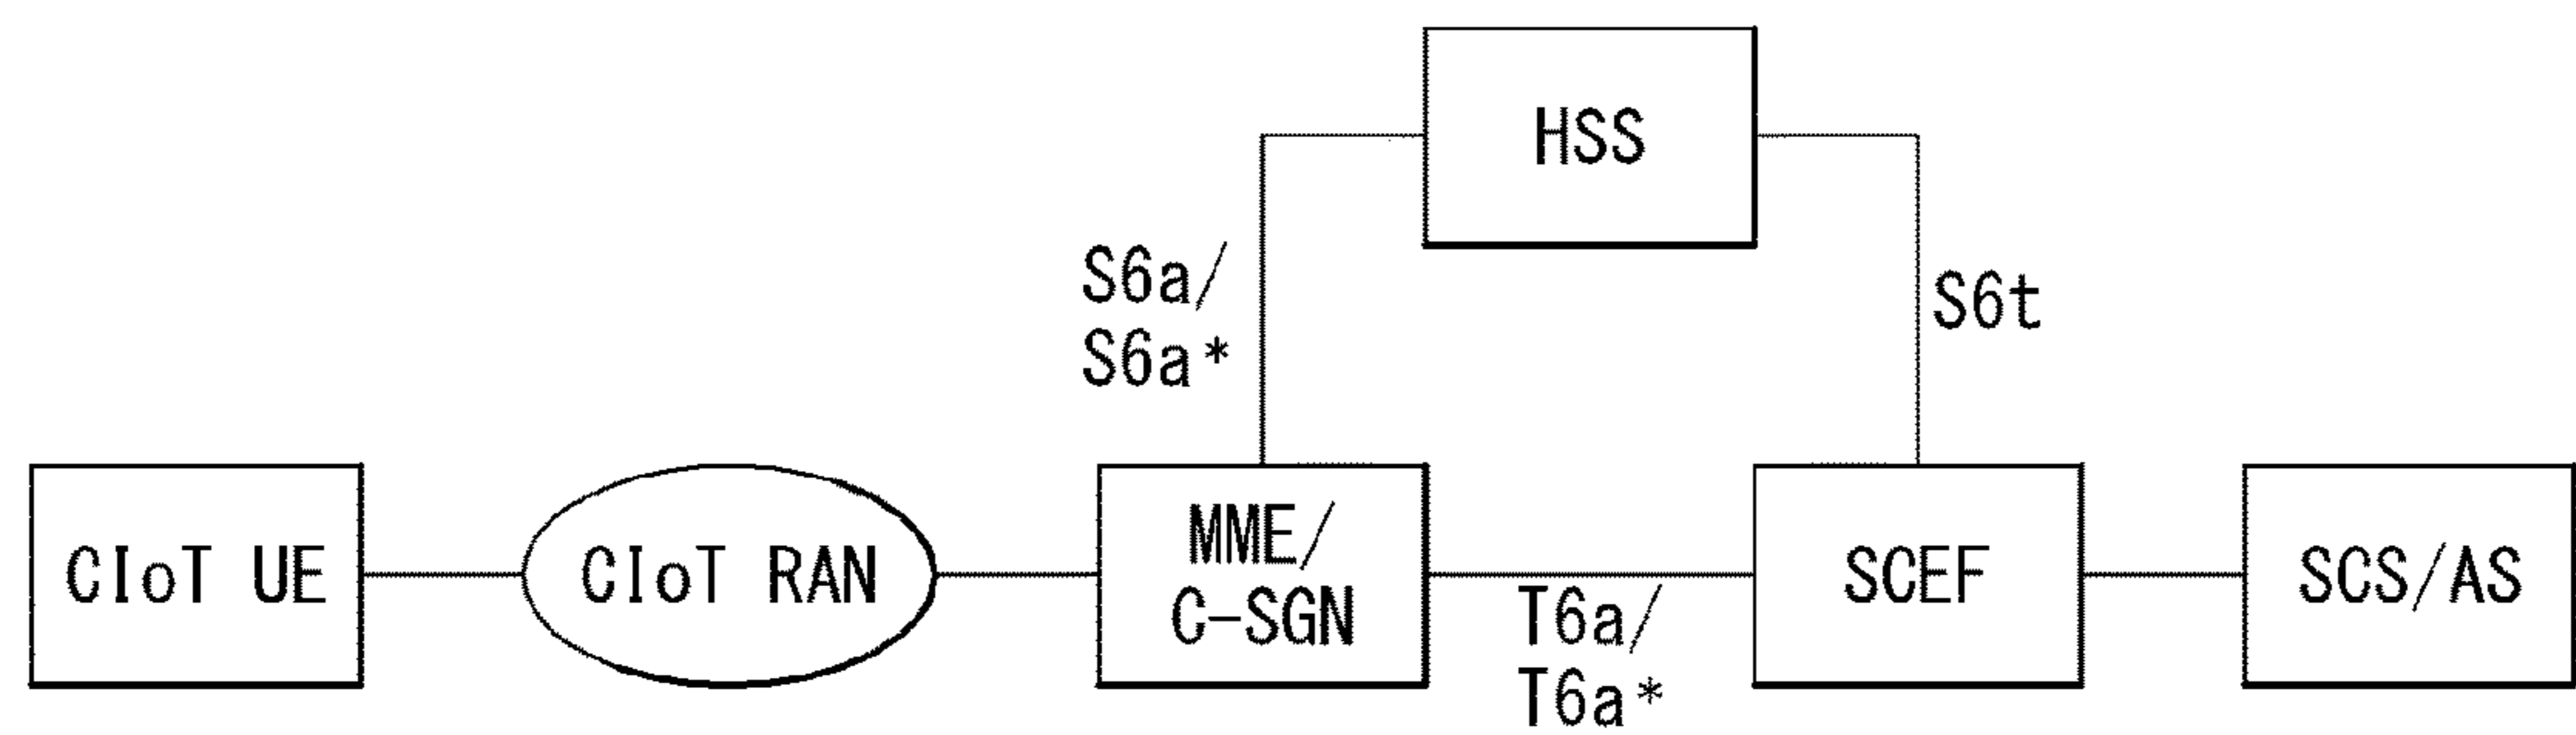 HSS
S6a/
S6a*
S6t
CIoT UE
CIoT RAN
MME/
C-SGN
T6a/
T6a*
SCEF
SCS/AS